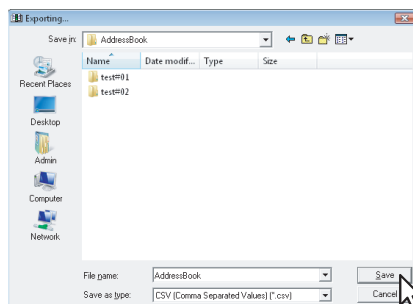 Exporting...
Save in: AddressBook
Name Date modif... Type Size
test#01
test#02
Recent Places
Desktop
Admin
Computer
Network
File name: AddressBook Save
Save as type: CSV (Comma Separated Values) (*.csv) Cancel